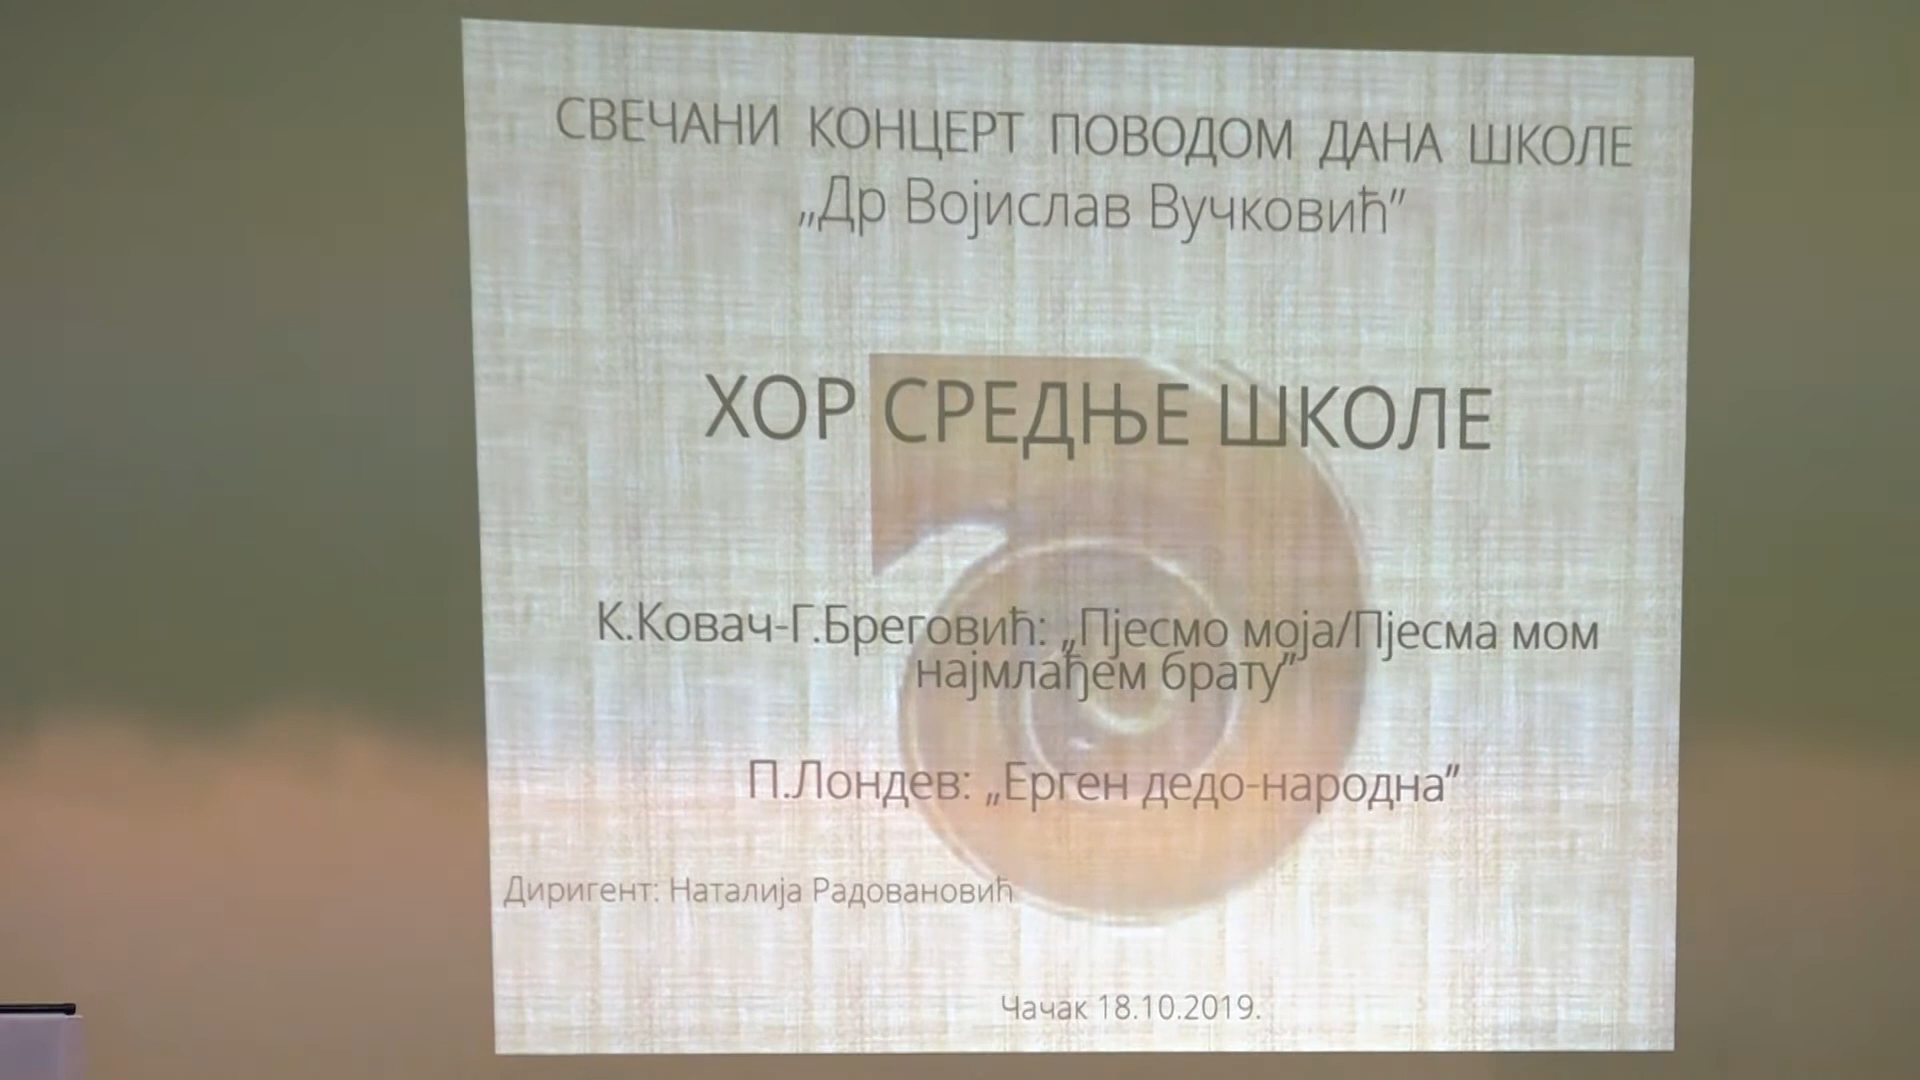 СВЕЧАНИ КОНЦЕРТ ПОВОДОМ ДАНА ШКОЛЕ
„Др Војислав Вучковић”
ХОР СРЕДЊЕ ШКОЛЕ
К.Ковач-Г.Бреговић: „Пјесмо моја/Пјесма мом
најмлађем брату”
П.Лондев: „Ерген дедо-народна”
Диригент: Наталија Радовановић
Чачак 18.10.2019.